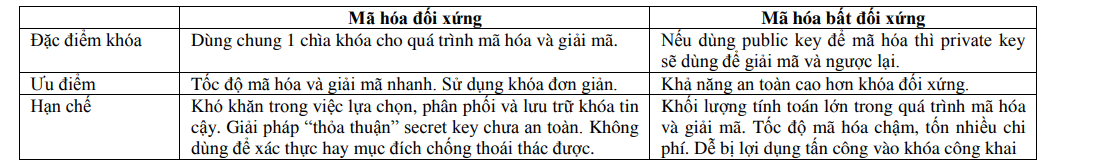 Mã hóa đối xứng Mã hóa bất đối xứng
Đặc điểm khóa Dùng chung 1 chìa khóa cho quá trình mã hóa và giải mã. Nếu dùng public key để mã hóa thì private key
sẽ dùng để giải mã và ngược lại.
Ưu điểm Tốc độ mã hóa và giải mã nhanh. Sử dụng khóa đơn giản. Khả năng an toàn cao hơn khóa đối xứng.
Hạn chế Khó khăn trong việc lựa chọn, phân phối và lưu trữ khóa tin Khối lượng tính toán lớn trong quá trình mã hóa
cậy. Giải pháp “thỏa thuận” secret key chưa an toàn. Không và giải mã. Tốc độ mã hóa chậm, tốn nhiều chi
dùng để xác thực hay mục đích chống thoái thác được. phí. Dễ bị lợi dụng tấn công vào khóa công khai